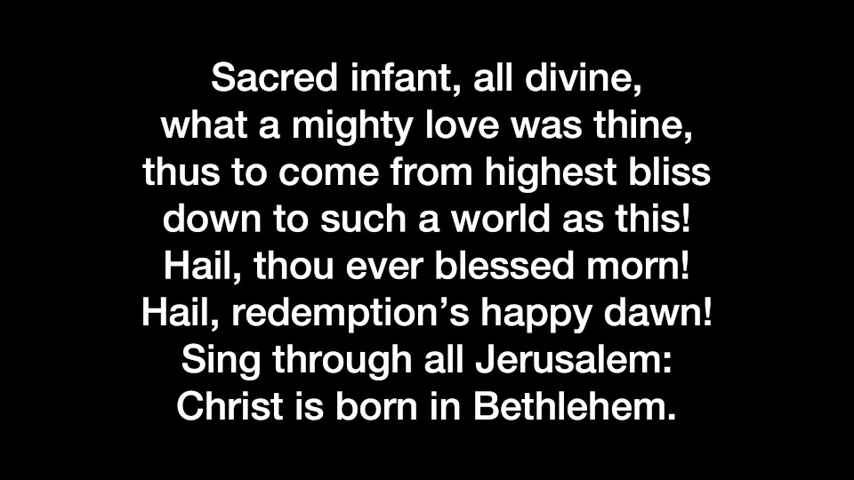 Sacred infant, all divine,
what a mighty love was thine,
thus to come from highest bliss
down to such a world as this!
Hail, thou ever blessed morn!
Hail, redemption’s happy dawn!
Sing through all Jerusalem:
Christ is born in Bethlehem.